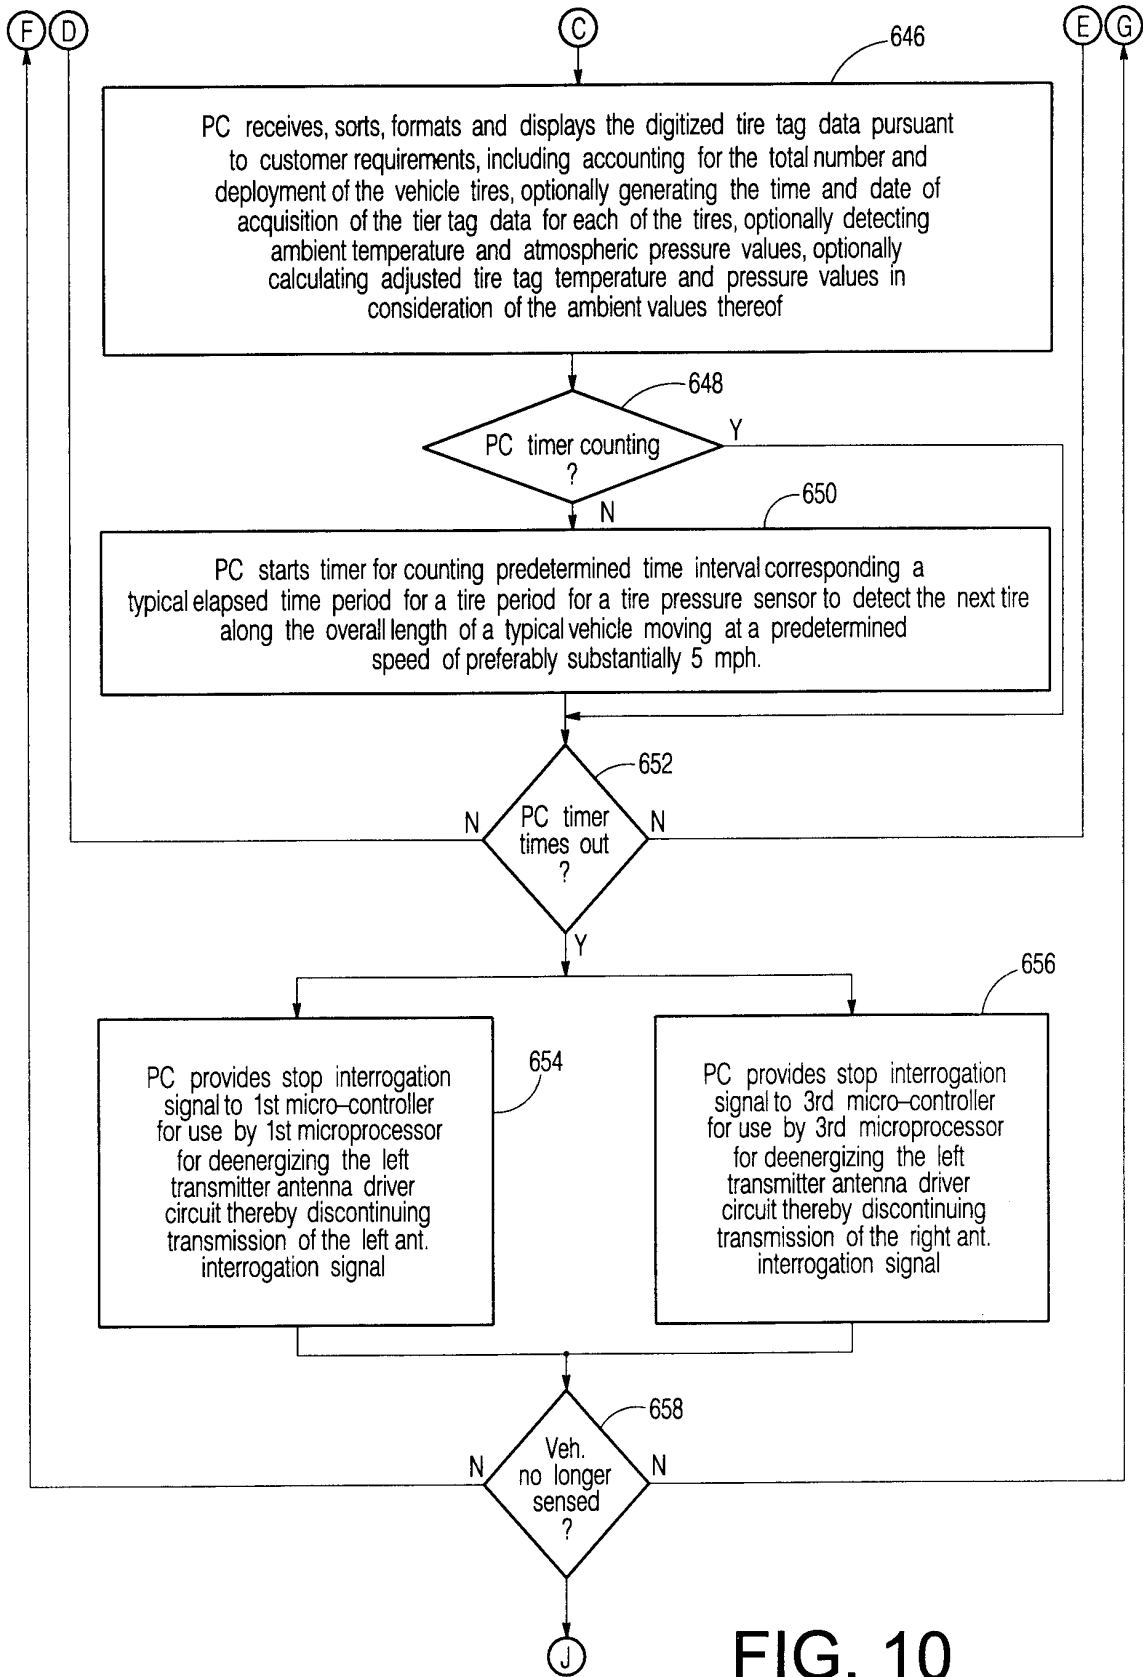 F D C E G
646
PC receives, sorts, formats and displays the digitized tire tag data pursuant
to customer requirements, including accounting for the total number and
deployment of the vehicle tires, optionally generating the time and date of
acquisition of the tier tag data for each of the tires, optionally detecting
ambient temperature and atmospheric pressure values, optionally
calculating adjusted tire tag temperature and pressure values in
consideration of the ambient values thereof
648
PC timer counting
?
Y
N
650
PC starts timer for counting predetermined time interval corresponding a
typical elapsed time period for a tire period for a tire pressure sensor to detect the next tire
along the overall length of a typical vehicle moving at a predetermined
speed of preferably substantially 5 mph.
652
N
PC timer
times out
?
N
Y
654
PC provides stop interrogation
signal to 1st micro–controller
for use by 1st microprocessor
for deenergizing the left
transmitter antenna driver
circuit thereby discontinuing
transmission of the left ant.
interrogation signal
656
PC provides stop interrogation
signal to 3rd micro–controller
for use by 3rd microprocessor
for deenergizing the left
transmitter antenna driver
circuit thereby discontinuing
transmission of the right ant.
interrogation signal
658
N
Veh.
no longer
sensed
?
N
J
FIG. 10